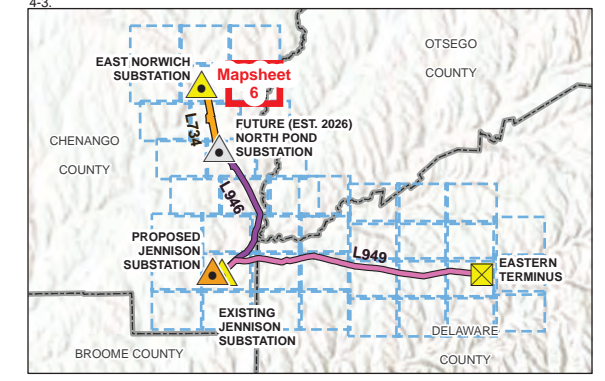 4-3.
OTSEGO
COUNTY
EAST NORWICH
SUBSTATION
Mapsheet
6
L734
FUTURE (EST. 2026)
NORTH POND
SUBSTATION
CHENANGO
COUNTY
L946
PROPOSED
JENNISON
SUBSTATION
L949
EASTERN
TERMINUS
EXISTING
JENNISON
SUBSTATION
DELAWARE
COUNTY
BROOME COUNTY